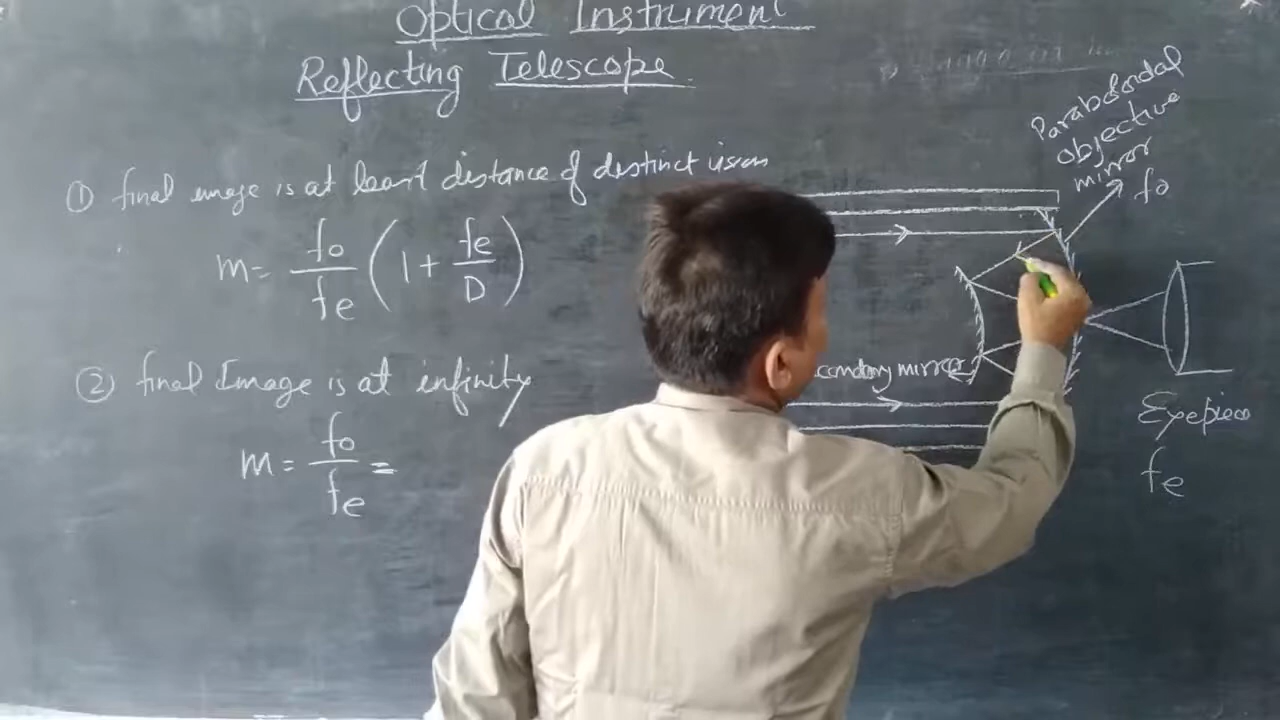 Optical Instrument
Reflecting Telescope
① final image is at least distance of distinct vision
m = fo/fe (1 + fe/D)
② final Image is at infinity
m = fo/fe =
Paraboloidal
objective
mirror
fo
mirror
Eyepiece
fe